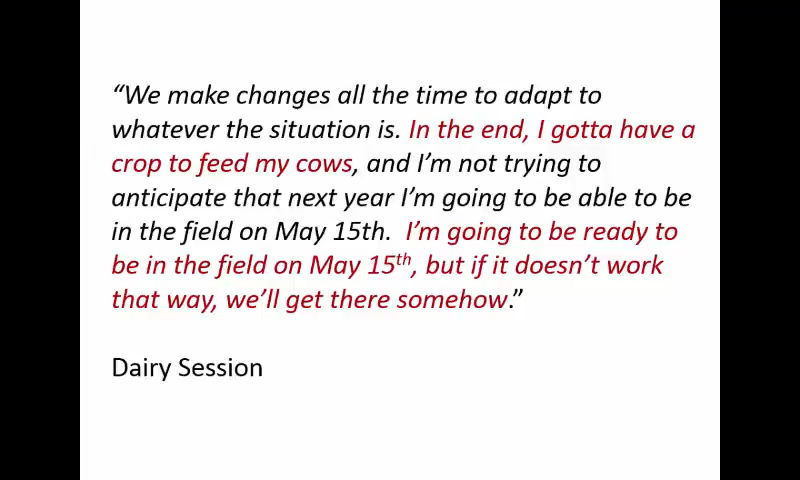 “We make changes all the time to adapt to
whatever the situation is. In the end, I gotta have a
crop to feed my cows, and I’m not trying to
anticipate that next year I’m going to be able to be
in the field on May 15th.  I’m going to be ready to
be in the field on May 15th, but if it doesn’t work
that way, we’ll get there somehow.”
Dairy Session